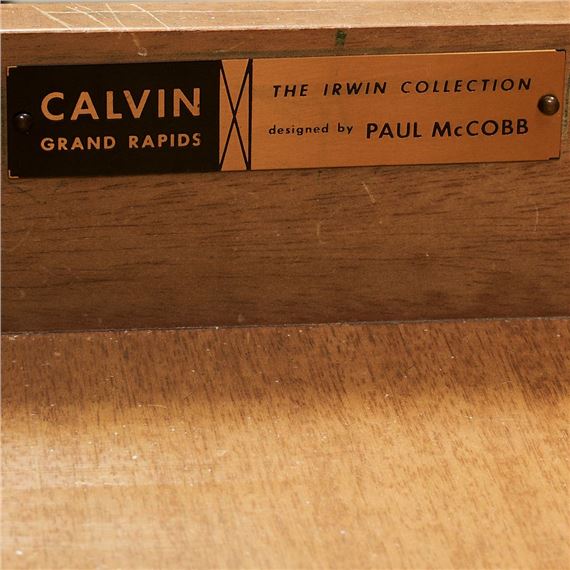 CALVIN
GRAND RAPIDS
THE IRWIN COLLECTION
designed by PAUL McCOBB